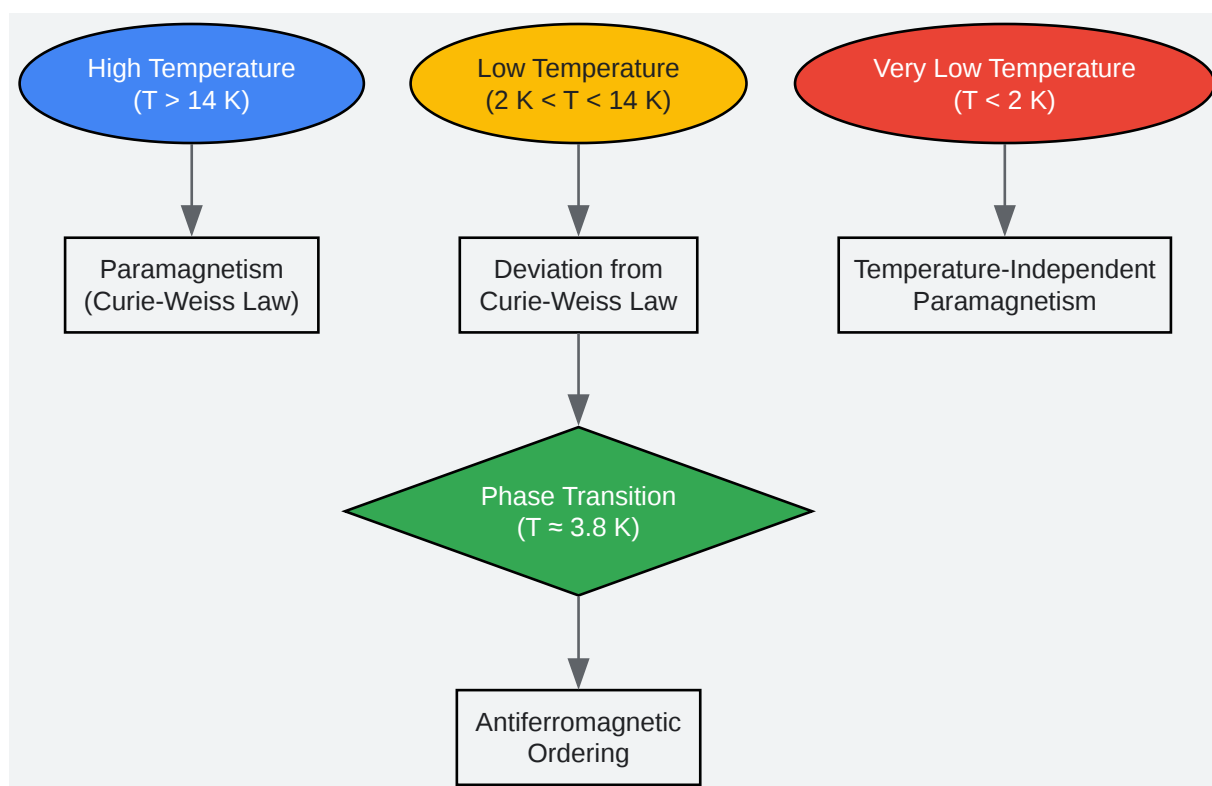 High Temperature
(T > 14 K)
Low Temperature
(2 K < T < 14 K)
Very Low Temperature
(T < 2 K)
Paramagnetism
(Curie-Weiss Law)
Deviation from
Curie-Weiss Law
Temperature-Independent
Paramagnetism
Phase Transition
(T ≈ 3.8 K)
Antiferromagnetic
Ordering